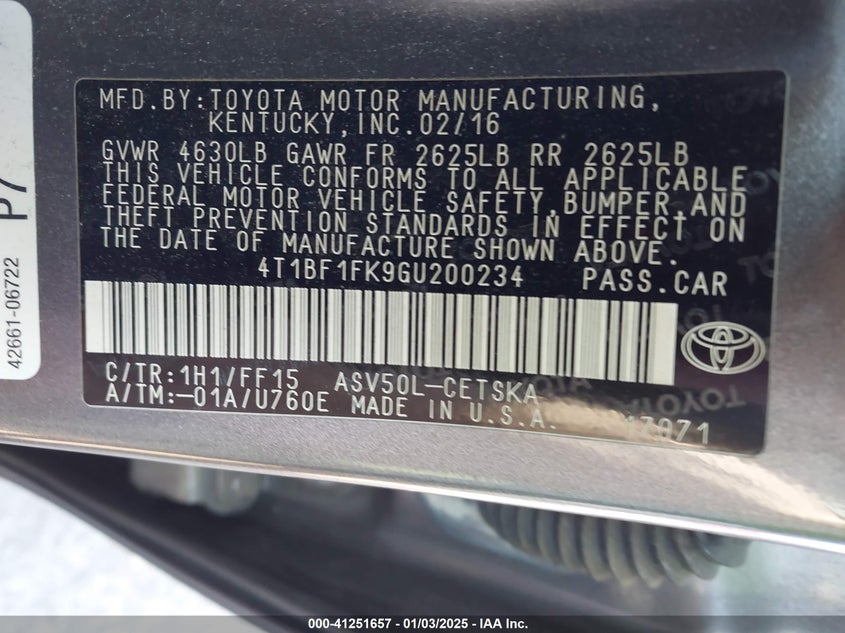 MFD.BY:TOYOTA MOTOR MANUFACTURING,
KENTUCKY,INC.02/16
GVWR 4630LB GAWR FR 2625LB RR 2625LB
THIS VEHICLE CONFORMS TO ALL APPLICABLE
FEDERAL MOTOR VEHICLE SAFETY,BUMPER,AND
THEFT PREVENTION STANDARDS IN EFFECT ON
THE DATE OF MANUFACTURE SHOWN ABOVE.
4T1BF1FK9GU200234 PASS.CAR
C/TR:1H1/FF15 ASV50L-CETSKA
A/TM:-01A/U760E MADE IN U.S.A.
P7
42661-06722
000-41251657 - 01/03/2025 - IAA Inc.